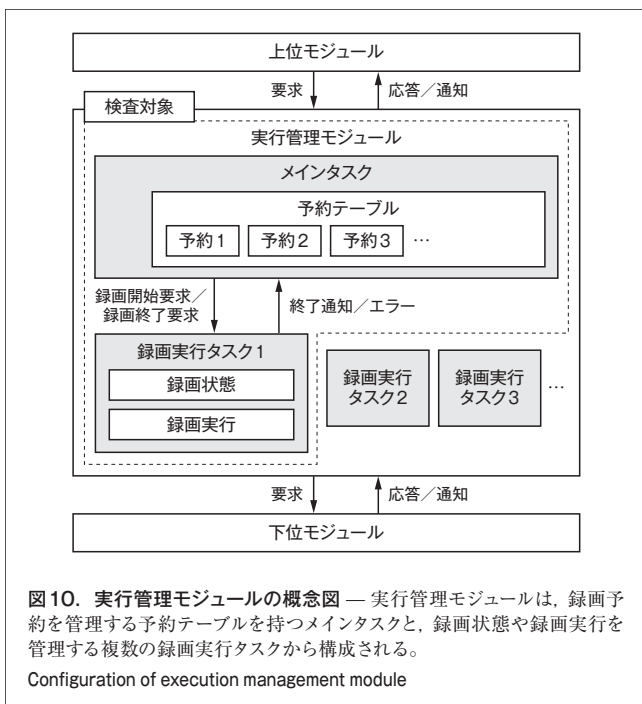 上位モジュール
要求
応答／通知
検査対象
実行管理モジュール
メインタスク
予約テーブル
予約1
予約2
予約3
…
録画開始要求／
録画終了要求
終了通知／エラー
録画実行タスク1
録画状態
録画実行
録画実行
タスク2
録画実行
タスク3
…
要求
応答／通知
下位モジュール
図10．実行管理モジュールの概念図 — 実行管理モジュールは，録画予
約を管理する予約テーブルを持つメインタスクと，録画状態や録画実行を
管理する複数の録画実行タスクから構成される。
Configuration of execution management module